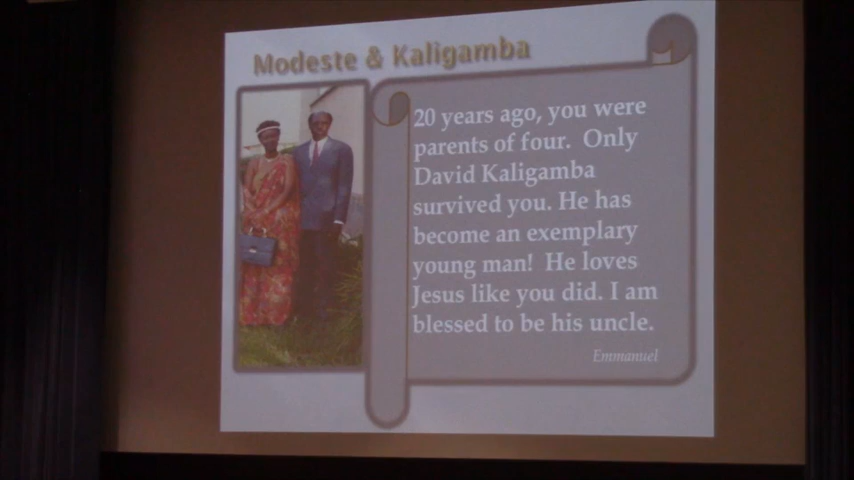 Modeste & Kaligamba
20 years ago, you were
parents of four. Only
David Kaligamba
survived you. He has
become an exemplary
young man! He loves
Jesus like you did. I am
blessed to be his uncle.
Emmanuel